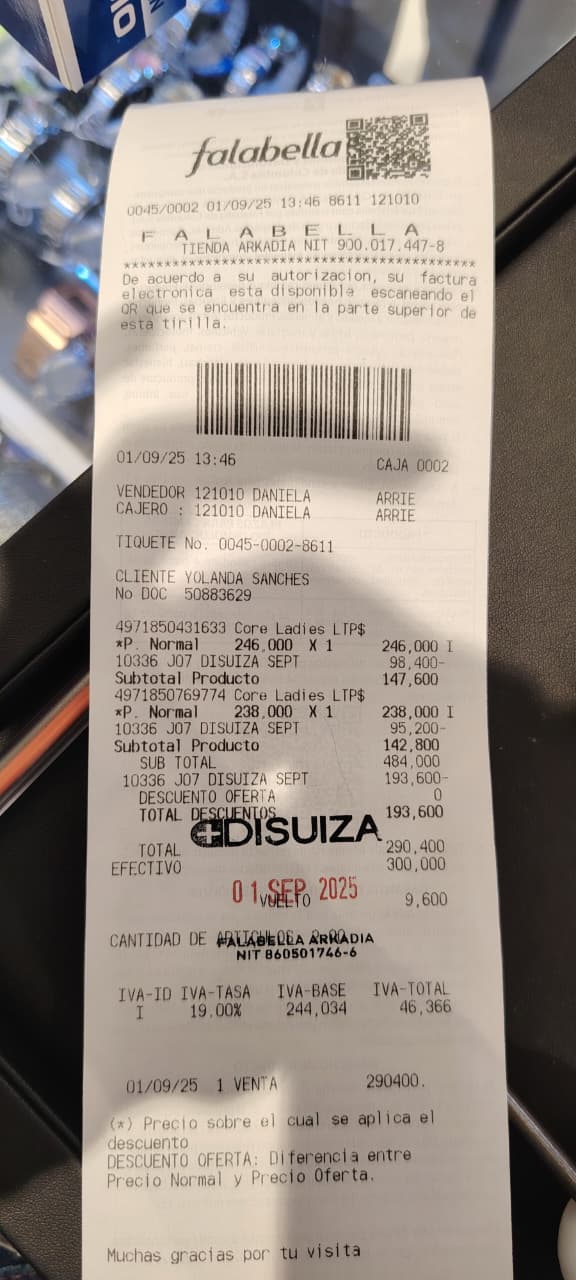 falabella
0045/0002 01/09/25 13:46 8611 121010
F A L A B E L L A
TIENDA ARKADIA NIT 900.017.447-8
****************************************
De acuerdo a su autorizacion, su factura
electronica esta disponible escaneando el
QR que se encuentra en la parte superior de
esta tirilla.
01/09/25 13:46 CAJA 0002
VENDEDOR 121010 DANIELA ARRIE
CAJERO : 121010 DANIELA ARRIE
TIQUETE No. 0045-0002-8611
CLIENTE YOLANDA SANCHES
No DOC 50883629
4971850431633 Core Ladies LTP$
*P. Normal 246,000 X 1 246,000 I
10336 J07 DISUIZA SEPT 98,400-
Subtotal Producto 147,600
4971850769774 Core Ladies LTP$
*P. Normal 238,000 X 1 238,000 I
10336 J07 DISUIZA SEPT 95,200-
Subtotal Producto 142,800
SUB TOTAL 484,000
10336 J07 DISUIZA SEPT 193,600-
DESCUENTO OFERTA 0
TOTAL DESCUENTOS 193,600
DISUIZA
TOTAL 290,400
EFECTIVO 300,000
01 SEP 2025
VUELTO 9,600
CANTIDAD DE
FALABELLA ARKADIA
NIT 860501746-6
IVA-ID IVA-TASA IVA-BASE IVA-TOTAL
I 19,00% 244,034 46,366
01/09/25 1 VENTA 290400.
(*) Precio sobre el cual se aplica el
descuento
DESCUENTO OFERTA: Diferencia entre
Precio Normal y Precio Oferta.
Muchas gracias por tu visita